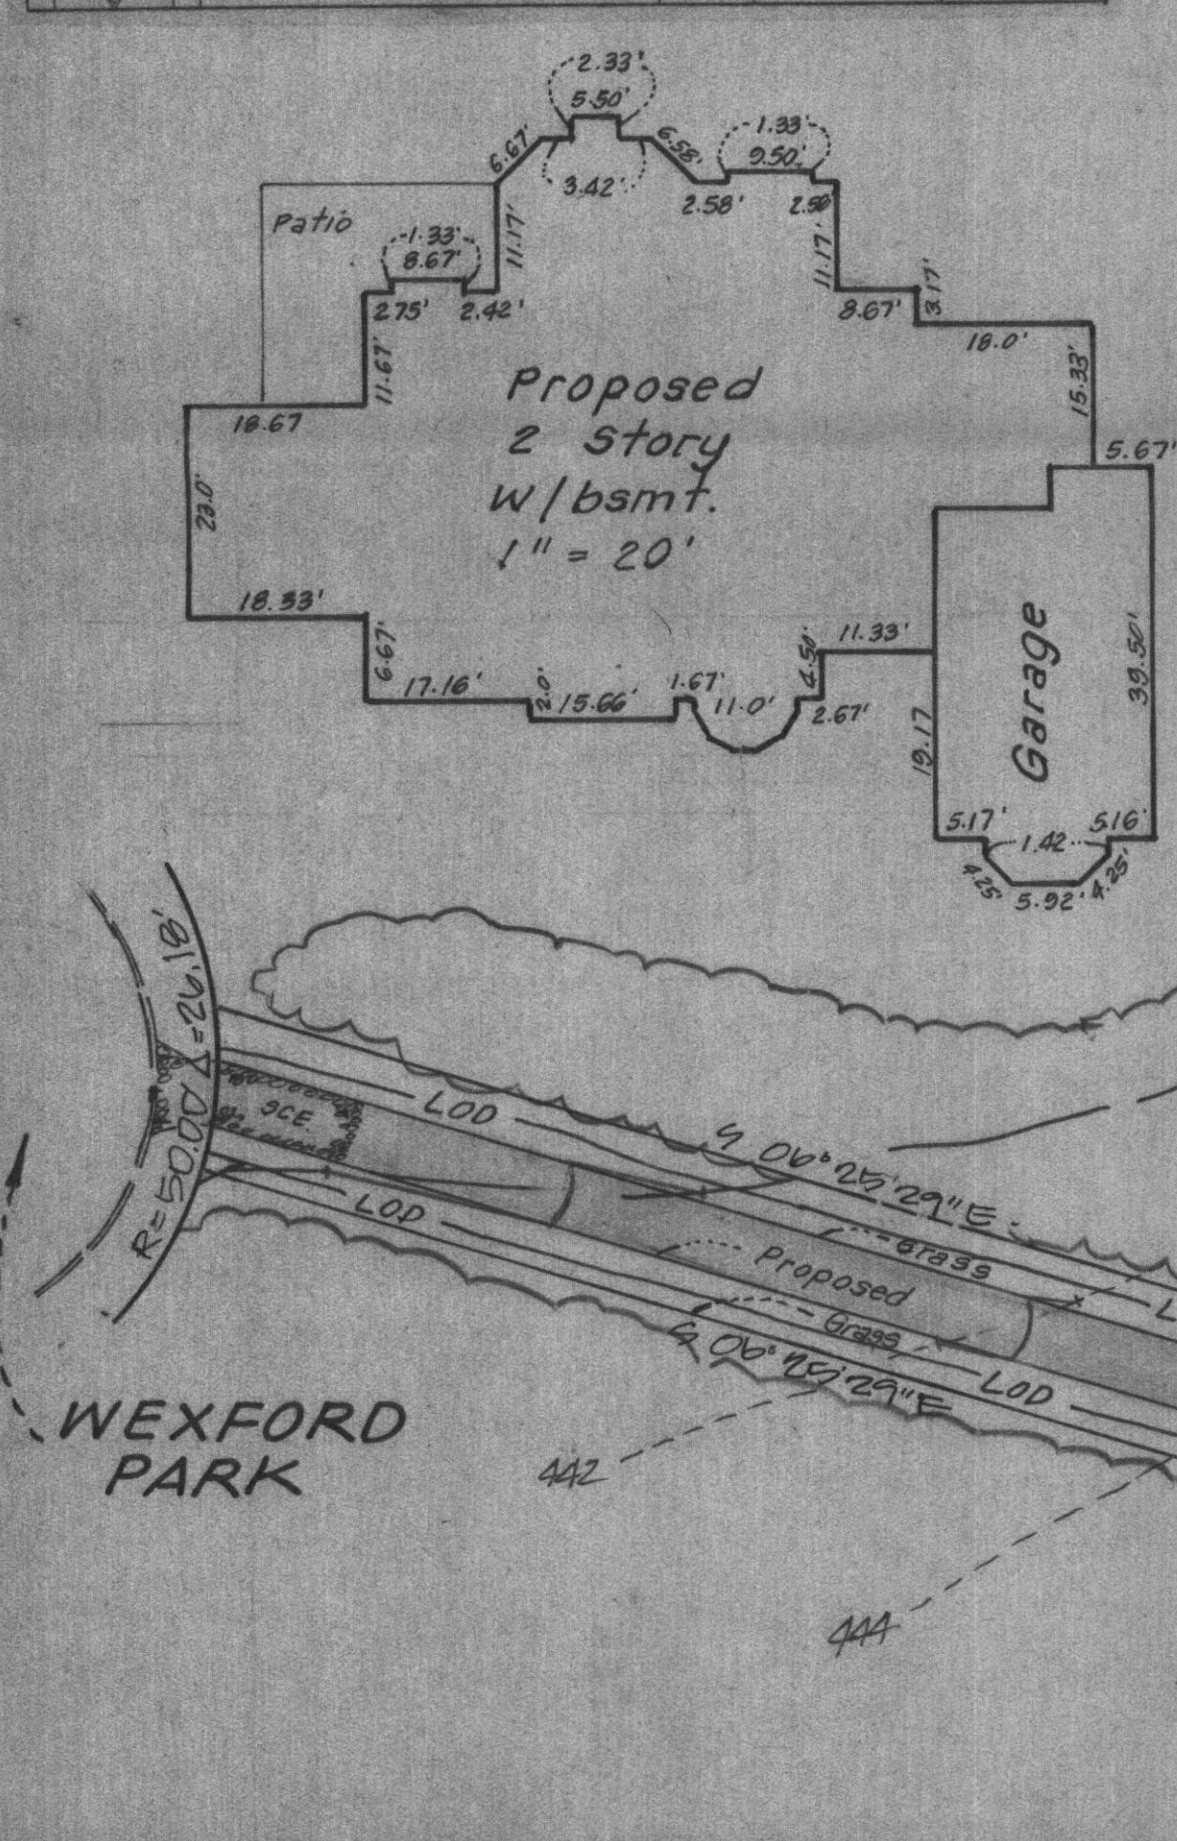 2.33'
5.50'
6.67'
6.58'
1.33'
9.50'
3.42'
2.58'
2.50'
Patio
1.33'
8.67'
11.17'
11.17'
2.75'
2.42'
8.67'
3.17'
18.0'
11.67'
15.33'
18.67
5.67'
Proposed
2 Story
W/bsmt.
1" = 20'
23.0'
18.33'
6.67'
17.16'
2.0'
15.66'
1.67'
11.0'
4.50'
2.67'
11.33'
19.17
Garage
39.50'
5.17'
1.42
5.16'
4.25'
5.92'
4.25'
R=50.00' Δ=26.18'
SCE
LOD
S 06°25'29"E
LOD
Grass
Proposed
Grass
S 06°25'29"E
LOD
WEXFORD
PARK
442
444